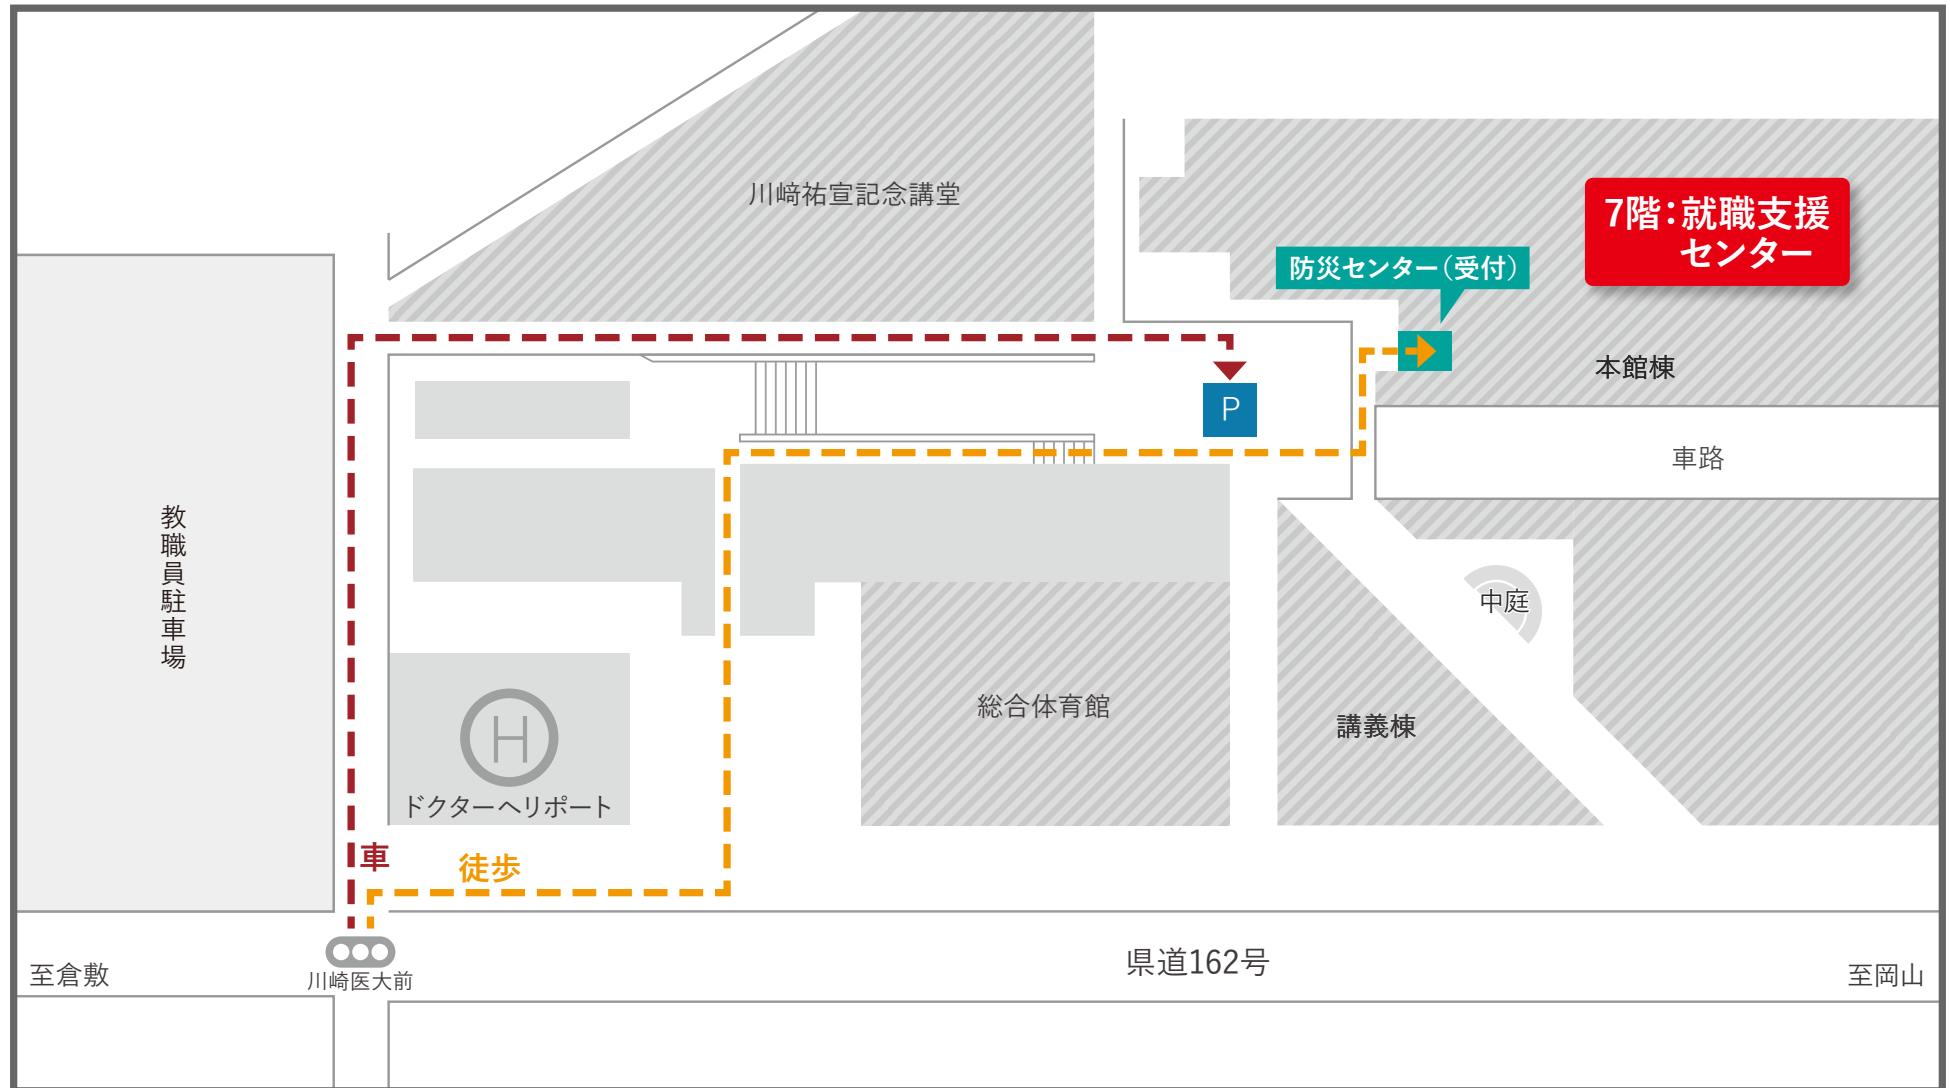 川﨑祐宣記念講堂
7階：就職支援
センター
防災センター（受付）
本館棟
P
車路
教職員駐車場
中庭
総合体育館
講義棟
H
ドクターヘリポート
車
徒歩
県道162号
至倉敷
川崎医大前
至岡山